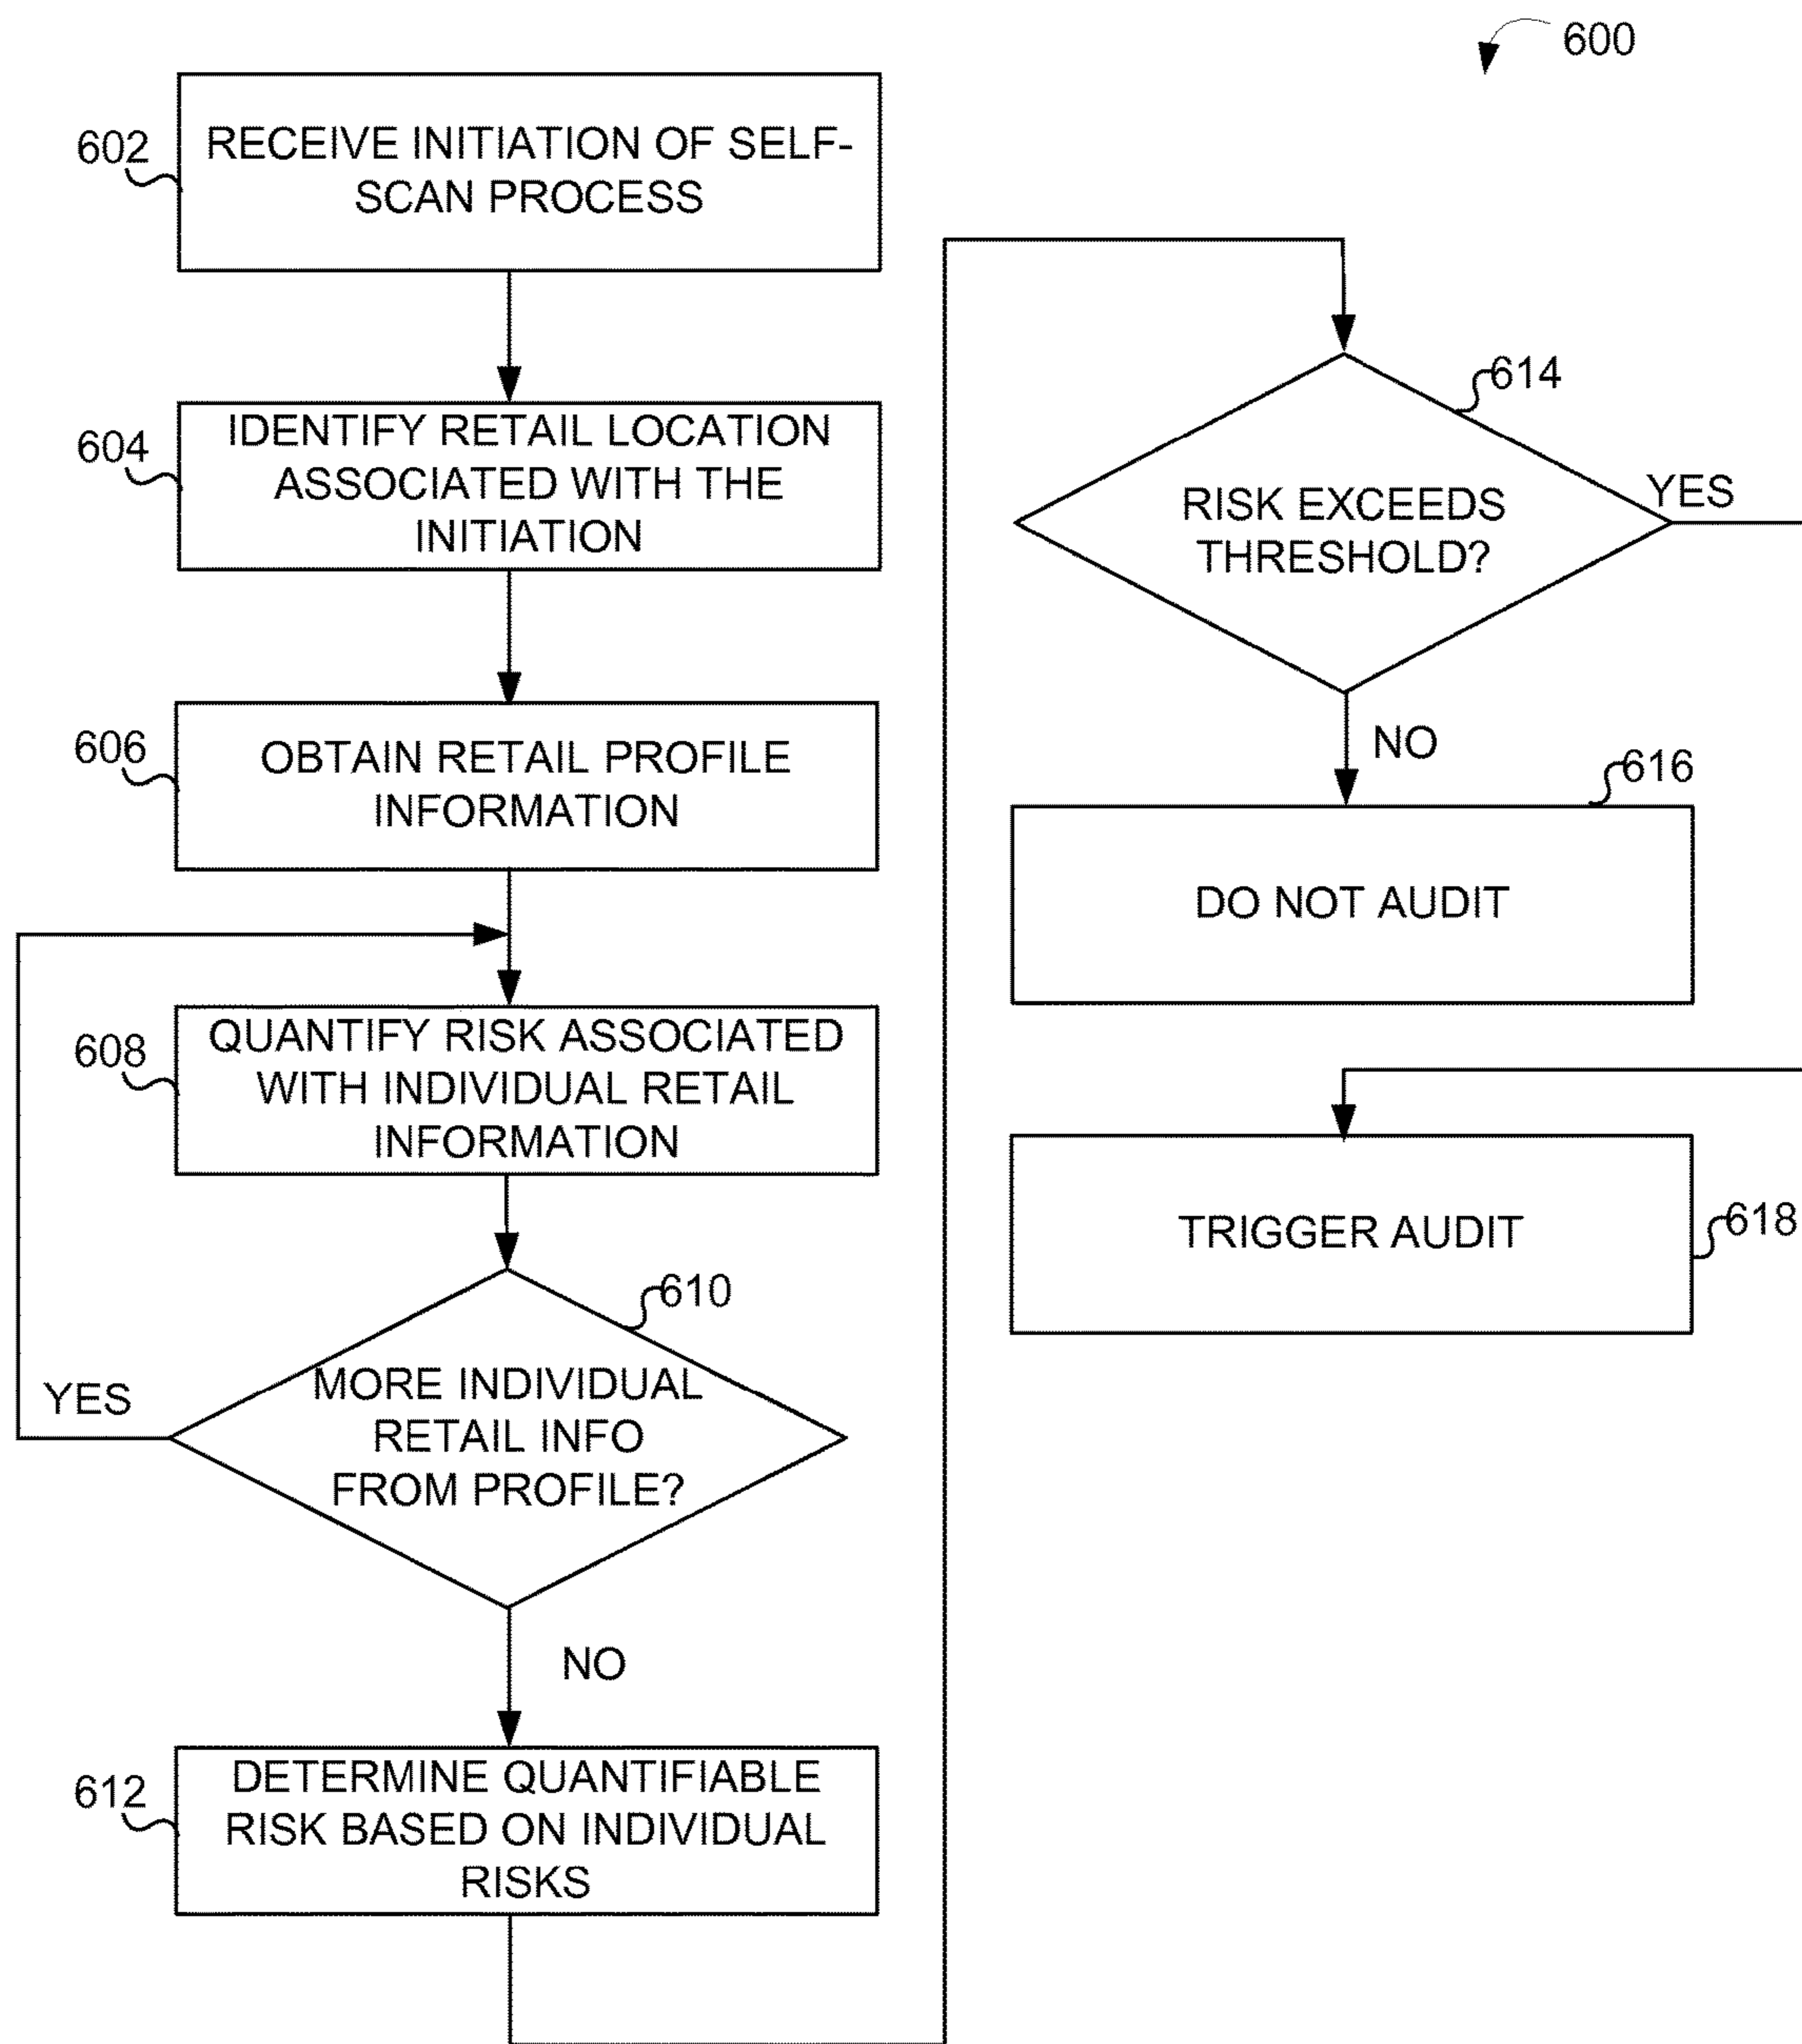 600
602
RECEIVE INITIATION OF SELF-
SCAN PROCESS
604
IDENTIFY RETAIL LOCATION
ASSOCIATED WITH THE
INITIATION
606
OBTAIN RETAIL PROFILE
INFORMATION
608
QUANTIFY RISK ASSOCIATED
WITH INDIVIDUAL RETAIL
INFORMATION
610
MORE INDIVIDUAL
RETAIL INFO
FROM PROFILE?
YES
NO
612
DETERMINE QUANTIFIABLE
RISK BASED ON INDIVIDUAL
RISKS
614
RISK EXCEEDS
THRESHOLD?
YES
NO
616
DO NOT AUDIT
TRIGGER AUDIT
618